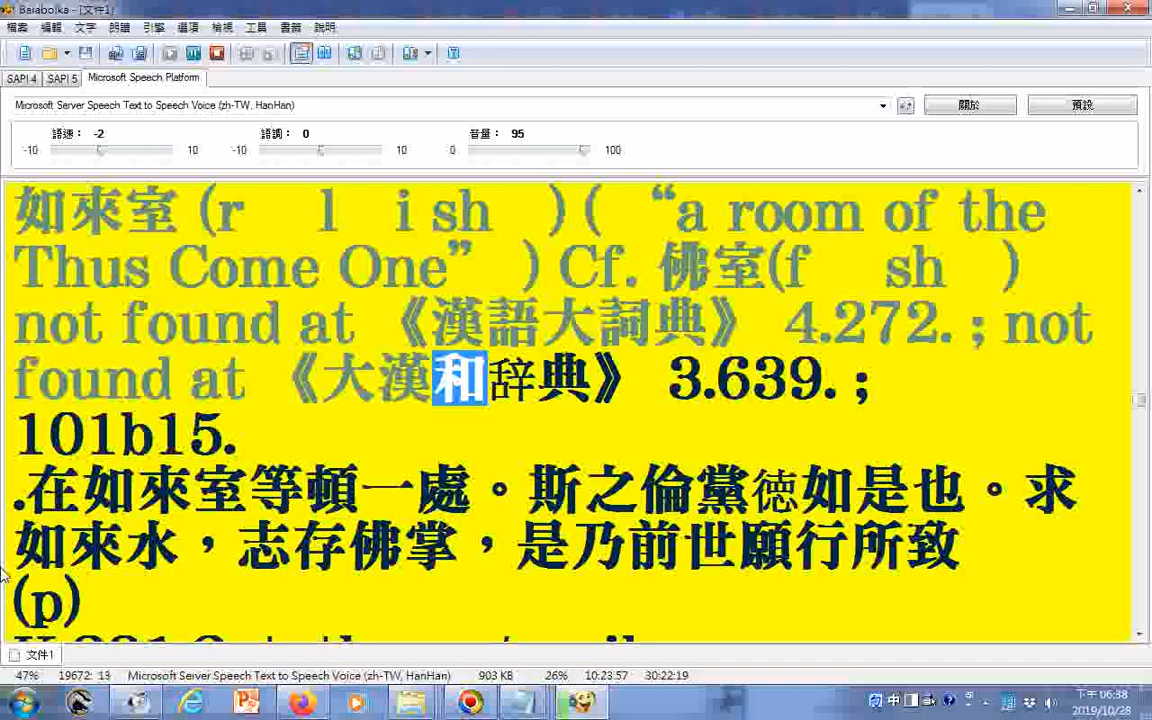 Balabolka - [文件1]
檔案 編輯 文字 朗讀 引擎 選項 檢視 工具 書籤 說明
SAPI 4 SAPI 5 Microsoft Speech Platform
Microsoft Server Speech Text to Speech Voice (zh-TW, HanHan) 關於 預設
語速： -2 語調： 0 音量： 95
-10 10 -10 10 0 100
如來室 (r l i sh ) ( “a room of the
Thus Come One” ) Cf. 佛室(f sh )
not found at 《漢語大詞典》 4.272. ; not
found at 《大漢和辞典》 3.639. ;
101b15.
.在如來室等頓一處。斯之倫黨徳如是也。求
如來水，志存佛掌，是乃前世願行所致
(p)
文件1
47% 19672: 13 Microsoft Server Speech Text to Speech Voice (zh-TW, HanHan) 903 KB 26% 10:23:57 30:22:19
中 下午 06:38
2019/10/28